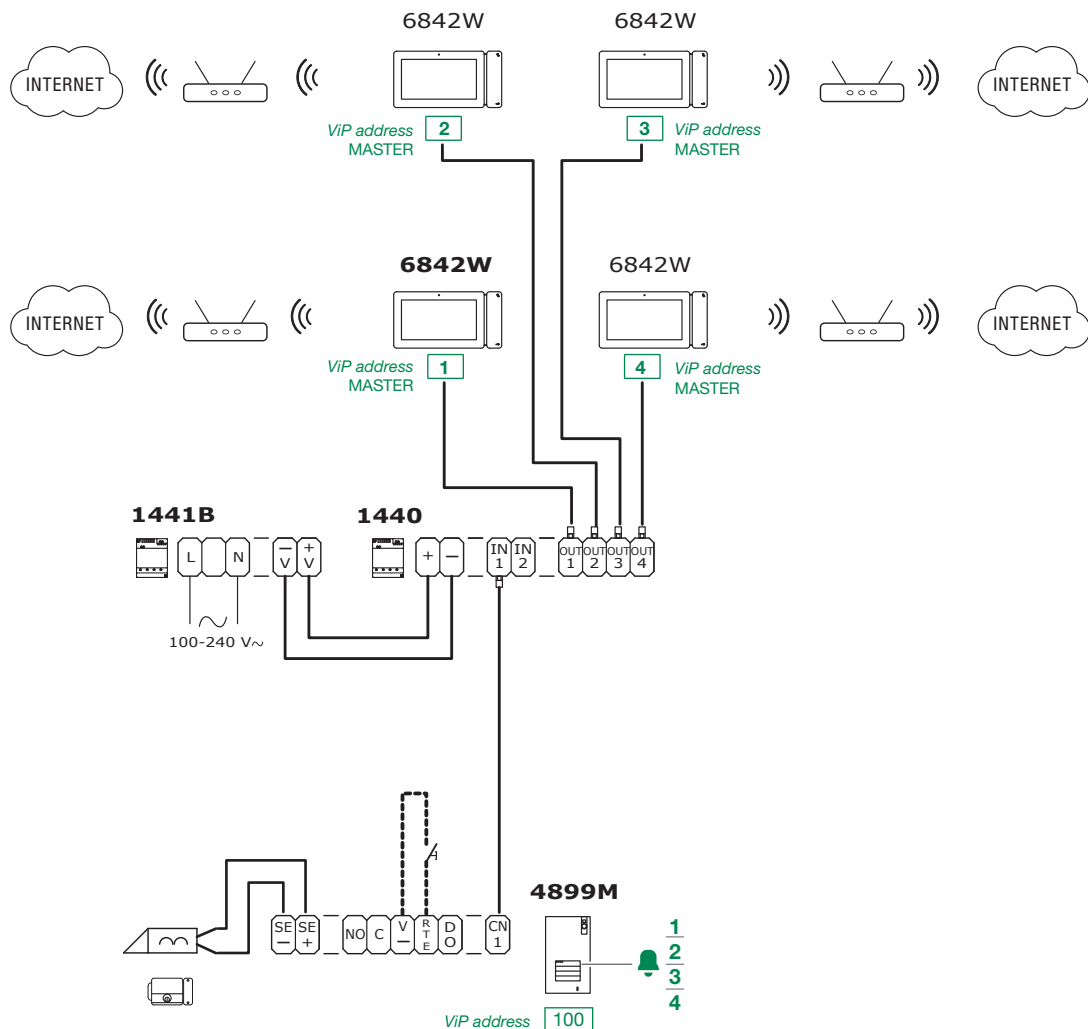 6842W
6842W
INTERNET
INTERNET
ViP address
MASTER
2
3
ViP address
MASTER
6842W
6842W
INTERNET
INTERNET
ViP address
MASTER
1
4
ViP address
MASTER
1441B
1440
L
N
— V
+ V
+
—
IN 1
IN 2
OUT 1
OUT 2
OUT 3
OUT 4
100-240 V~
4899M
SE —
SE +
NO
C
V —
RTE
DO
CN 1
1
2
3
4
ViP address
100